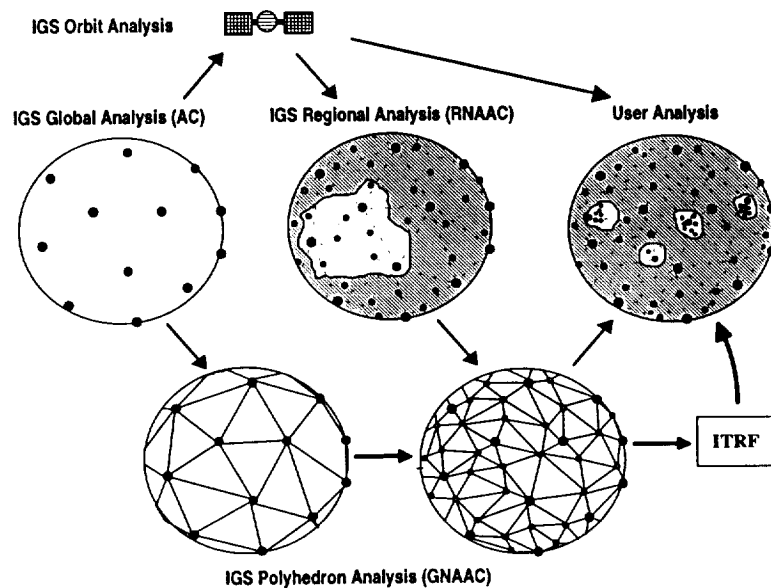 IGS Orbit Analysis
IGS Global Analysis (AC)
IGS Regional Analysis (RNAAC)
User Analysis
ITRF
IGS Polyhedron Analysis (GNAAC)